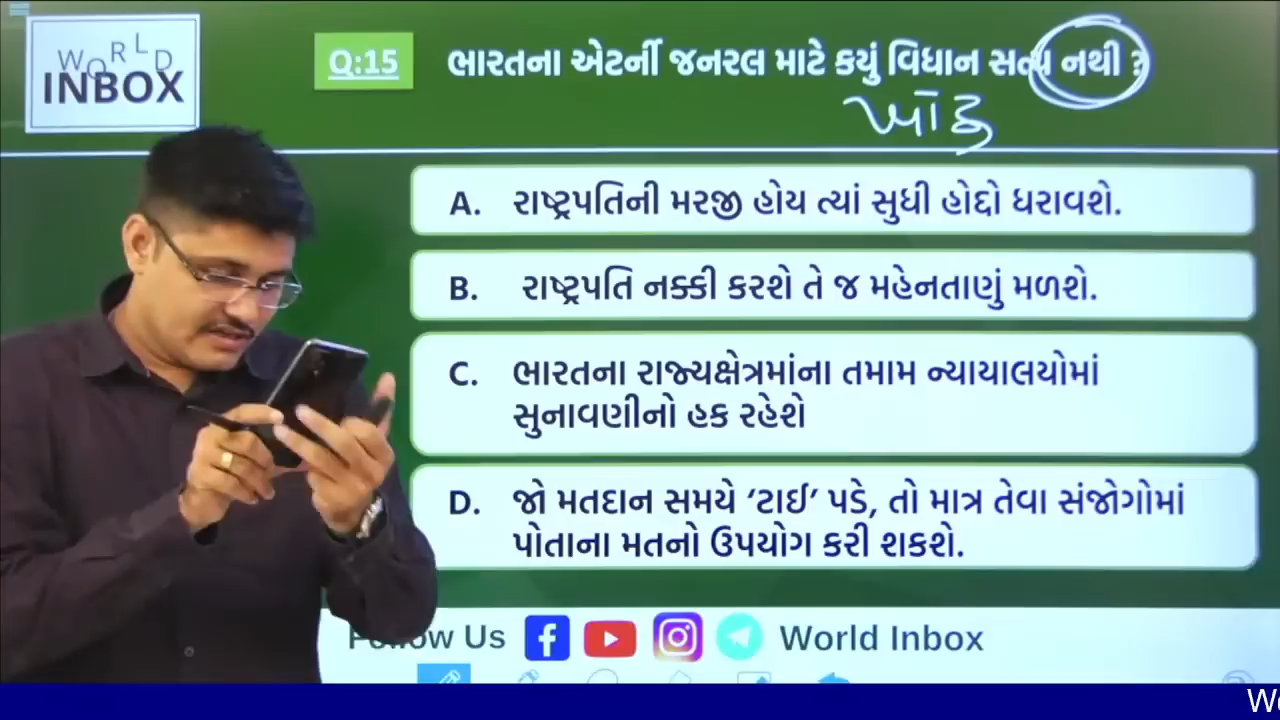 WORLD
INBOX
Q:15 ભારતના એટર્ની જનરલ માટે કયું વિધાન સત્ય નથી ?
ખોટું
A. રાષ્ટ્રપતિની મરજી હોય ત્યાં સુધી હોદ્દો ધરાવશે.
B. રાષ્ટ્રપતિ નક્કી કરશે તે જ મહેનતાણું મળશે.
C. ભારતના રાજ્યક્ષેત્રમાંના તમામ ન્યાયાલયોમાં
સુનાવણીનો હક રહેશે
D. જો મતદાન સમયે ‘ટાઈ’ પડે, તો માત્ર તેવા સંજોગોમાં
પોતાના મતનો ઉપયોગ કરી શકશે.
Follow Us World Inbox